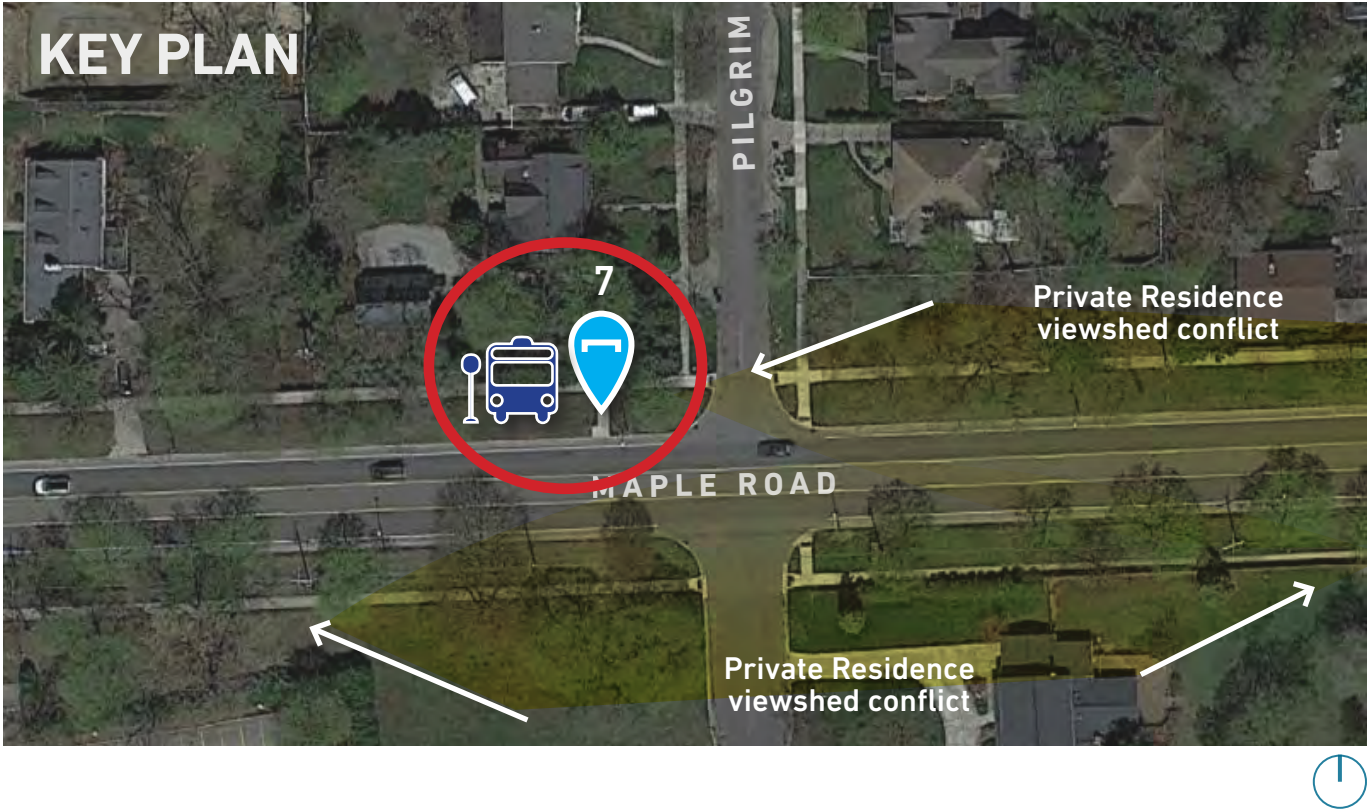 KEY PLAN
PILGRIM
7
Private Residence
viewshed conflict
MAPLE ROAD
Private Residence
viewshed conflict